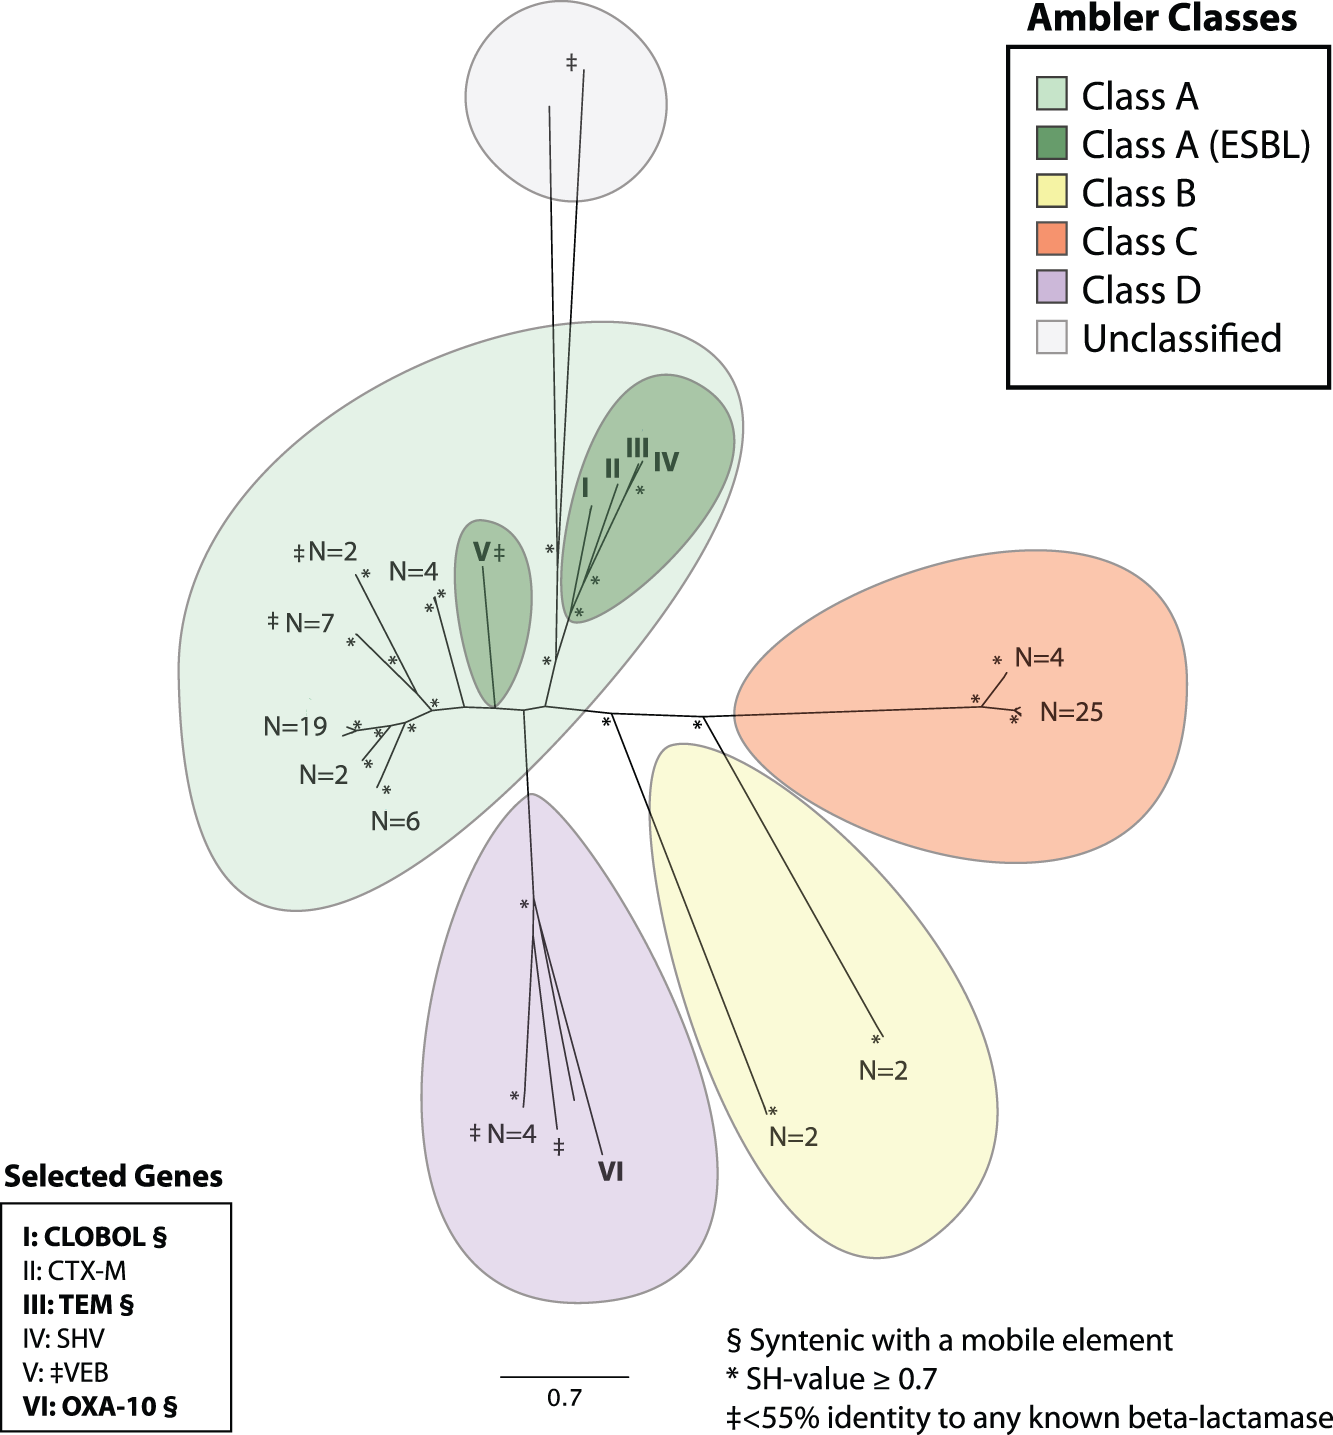 Ambler Classes
Class A
Class A (ESBL)
Class B
Class C
Class D
Unclassified
‡
III
IV
II
*
I
*
V‡
‡N=2
*
N=4
*
*
*
*
‡ N=7
*
*
*
*
N=19
*
*
*
N=2
*
*
N=6
*
*
* N=4
*
N=25
*
*
*
N=2
*
N=2
*
‡ N=4
‡
VI
Selected Genes
I: CLOBOL §
II: CTX-M
III: TEM §
IV: SHV
V: ‡VEB
VI: OXA-10 §
0.7
§ Syntenic with a mobile element
* SH-value ≥ 0.7
‡<55% identity to any known beta-lactamase